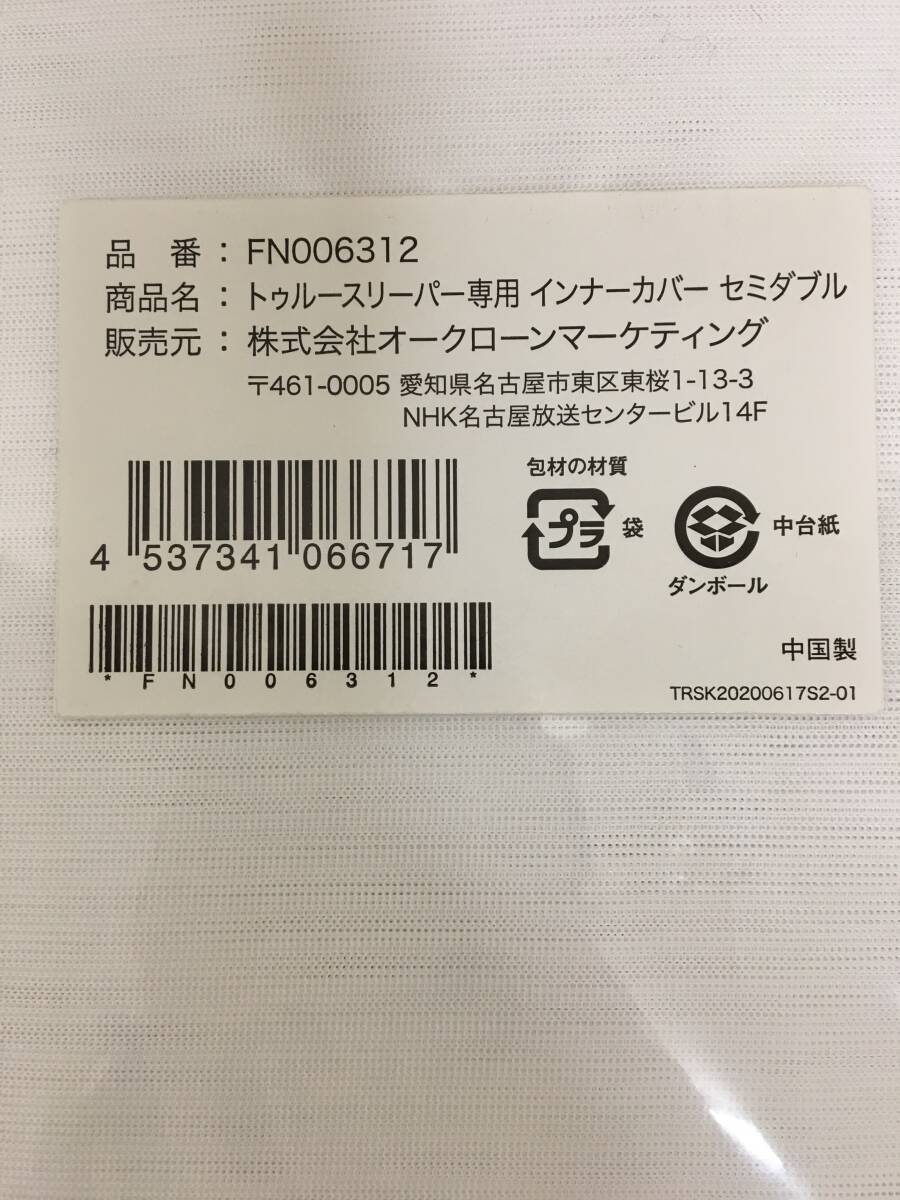 品　番：FN006312
商品名：トゥルースリーパー専用 インナーカバー セミダブル
販売元：株式会社オークローンマーケティング
〒461-0005 愛知県名古屋市東区東桜1-13-3
NHK名古屋放送センタービル14F
包材の材質
プラ 袋
中台紙
ダンボール
4 537341 066717
*FN006312*
中国製
TRSK20200617S2-01